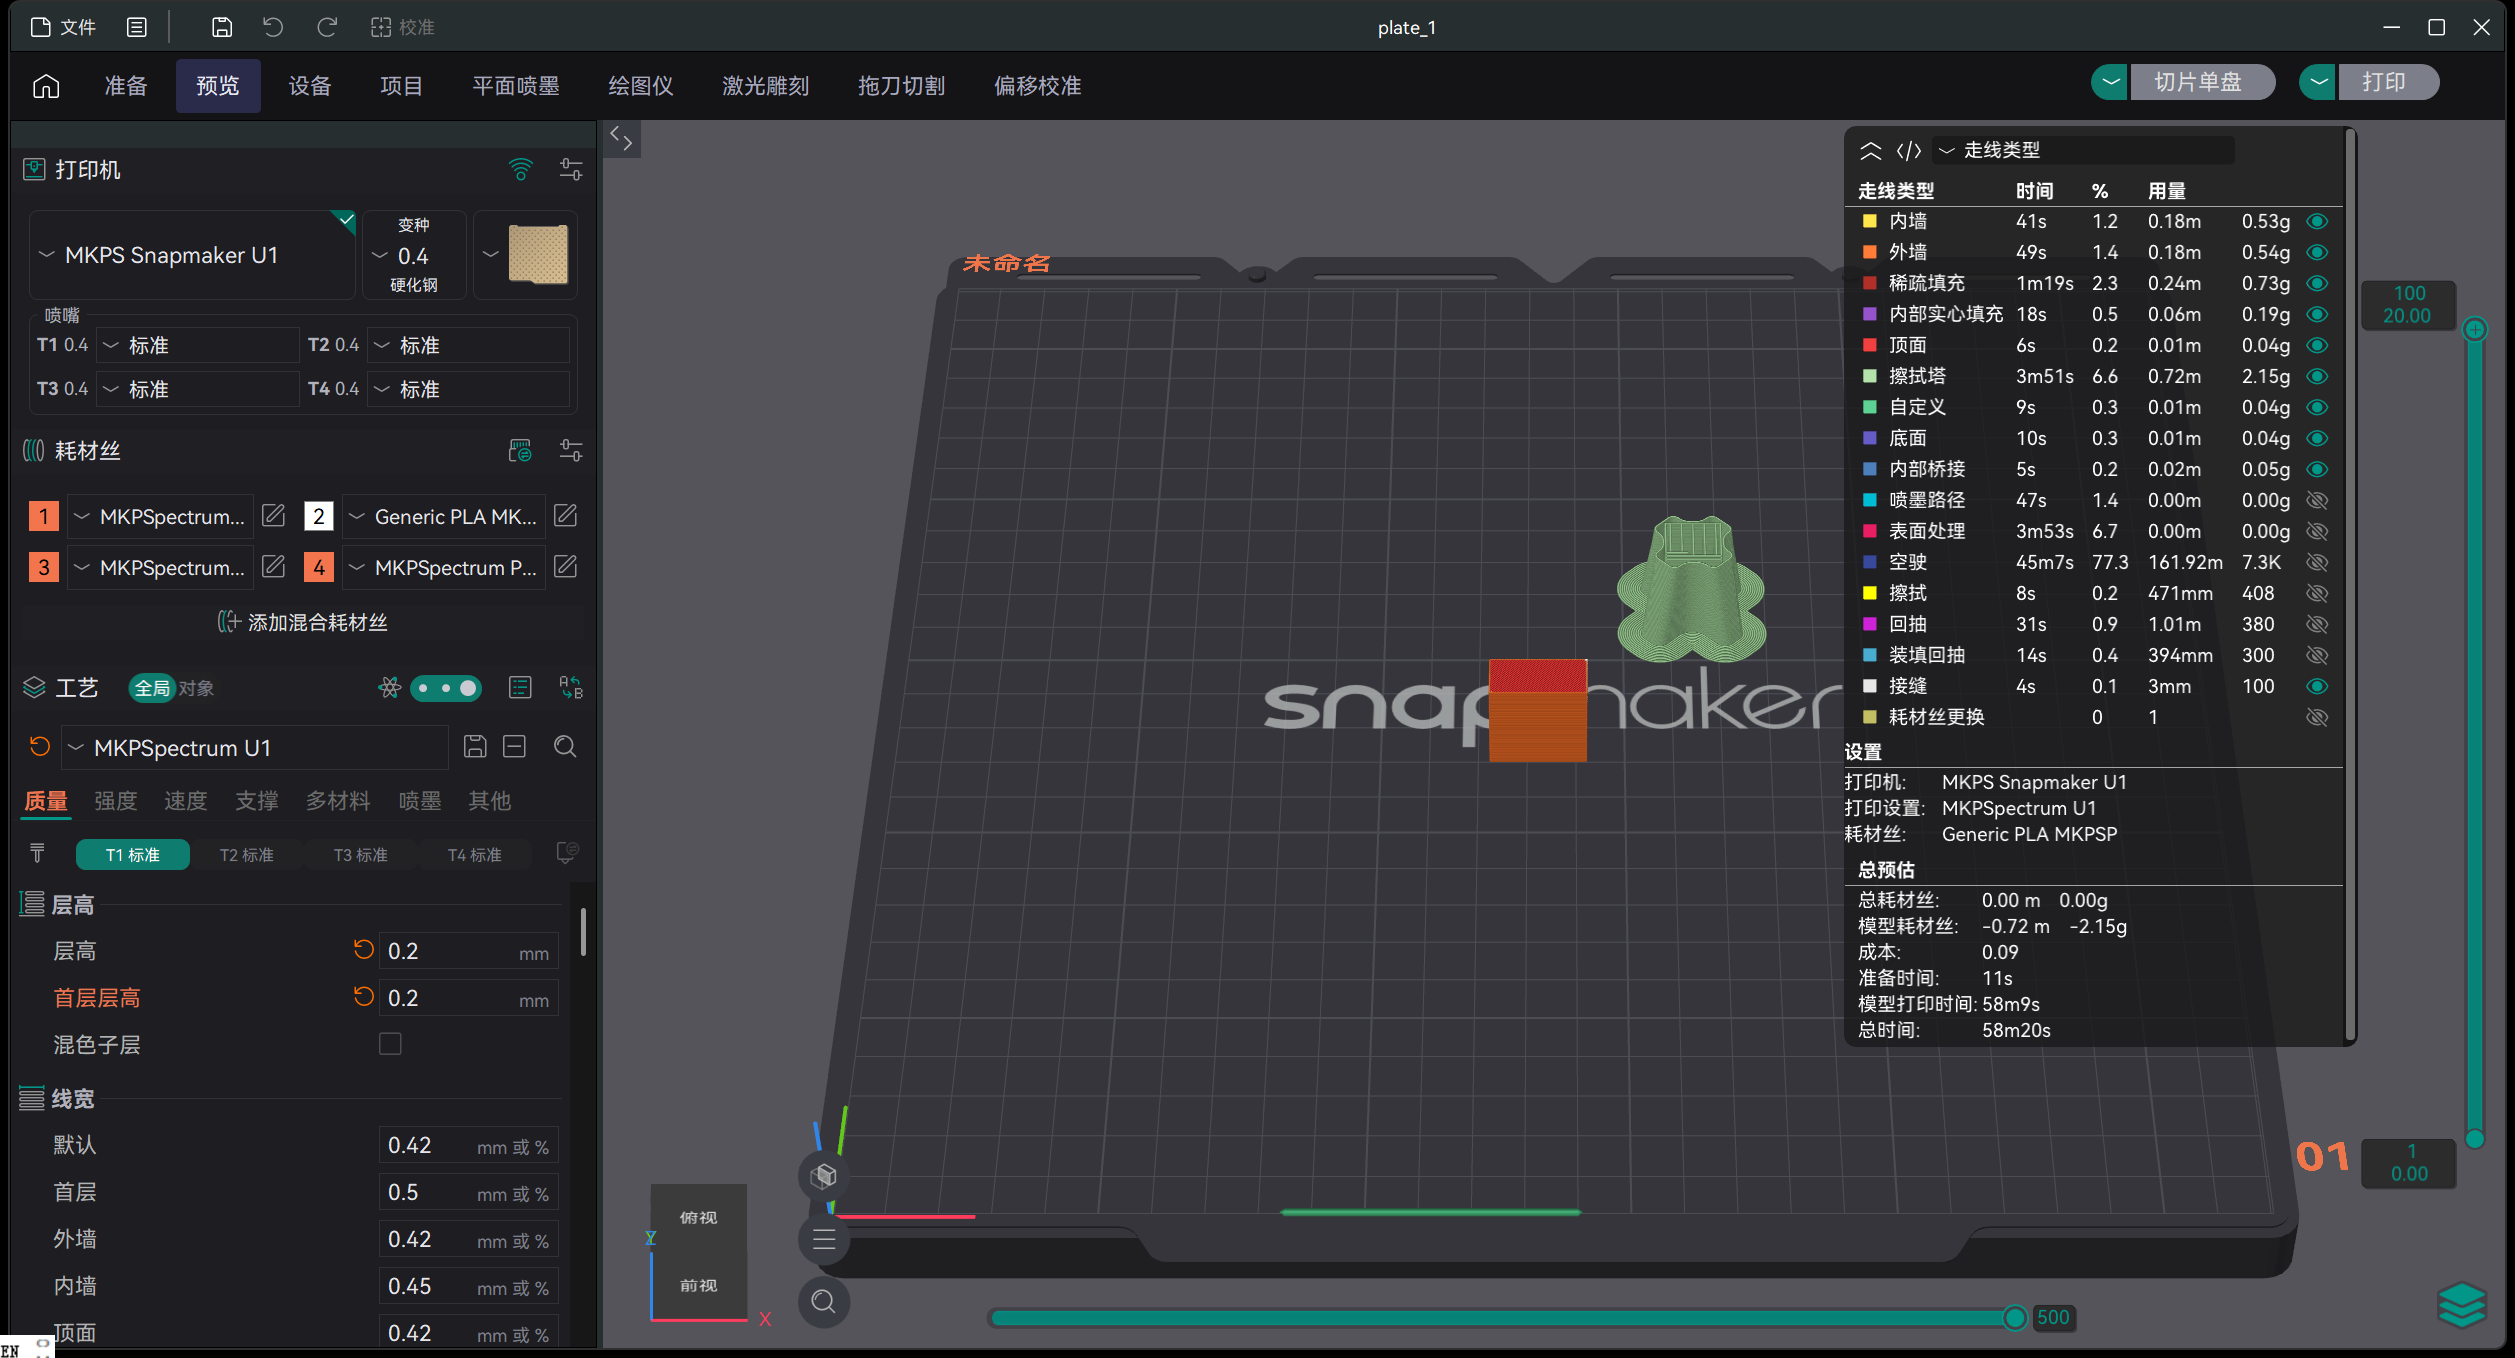 文件
校准
plate_1
准备
预览
设备
项目
平面喷墨
绘图仪
激光雕刻
拖刀切割
偏移校准
切片单盘
打印
打印机
MKPS Snapmaker U1
变种
0.4
硬化钢
喷嘴
T1 0.4 标准 T2 0.4 标准
T3 0.4 标准 T4 0.4 标准
耗材丝
1 MKPSpectrum... 2 Generic PLA MK...
3 MKPSpectrum... 4 MKPSpectrum P...
添加混合耗材丝
工艺 全局 对象
MKPSpectrum U1
质量 强度 速度 支撑 多材料 喷墨 其他
T1 标准 T2 标准 T3 标准 T4 标准
层高
层高 0.2 mm
首层层高 0.2 mm
混色子层
线宽
默认 0.42 mm 或 %
首层 0.5 mm 或 %
外墙 0.42 mm 或 %
内墙 0.45 mm 或 %
顶面 0.42 mm 或 %
EN
未命名
snapmaker
俯视
前视
Y
X
01
500
走线类型
走线类型 时间 % 用量
内墙 41s 1.2 0.18m 0.53g
外墙 49s 1.4 0.18m 0.54g
稀疏填充 1m19s 2.3 0.24m 0.73g
内部实心填充 18s 0.5 0.06m 0.19g
顶面 6s 0.2 0.01m 0.04g
擦拭塔 3m51s 6.6 0.72m 2.15g
自定义 9s 0.3 0.01m 0.04g
底面 10s 0.3 0.01m 0.04g
内部桥接 5s 0.2 0.02m 0.05g
喷墨路径 47s 1.4 0.00m 0.00g
表面处理 3m53s 6.7 0.00m 0.00g
空驶 45m7s 77.3 161.92m 7.3K
擦拭 8s 0.2 471mm 408
回抽 31s 0.9 1.01m 380
装填回抽 14s 0.4 394mm 300
接缝 4s 0.1 3mm 100
耗材丝更换 0 1
设置
打印机: MKPS Snapmaker U1
打印设置: MKPSpectrum U1
耗材丝: Generic PLA MKPSP
总预估
总耗材丝: 0.00 m 0.00g
模型耗材丝: -0.72 m -2.15g
成本: 0.09
准备时间: 11s
模型打印时间: 58m9s
总时间: 58m20s
100
20.00
1
0.00